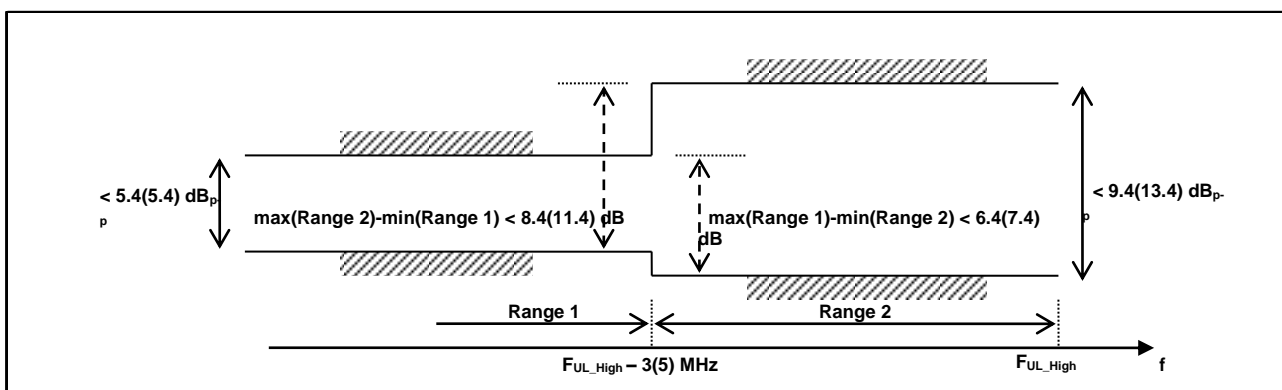 < 5.4(5.4) dBp-
p
max(Range 2)-min(Range 1) < 8.4(11.4) dB
max(Range 1)-min(Range 2) < 6.4(7.4)
dB
< 9.4(13.4) dBp-
p
Range 1
Range 2
FUL_High – 3(5) MHz
FUL_High
f